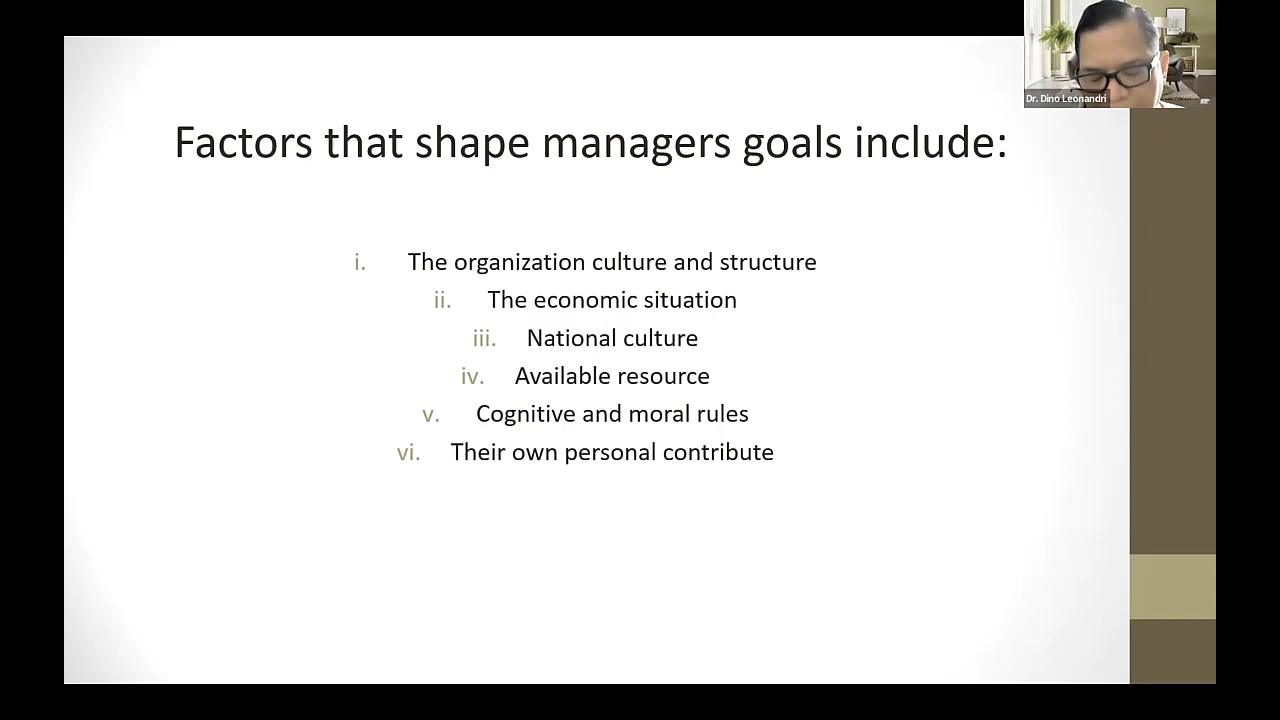 Dr. Dino Leonandri
Factors that shape managers goals include:
i. The organization culture and structure
ii. The economic situation
iii. National culture
iv. Available resource
v. Cognitive and moral rules
vi. Their own personal contribute